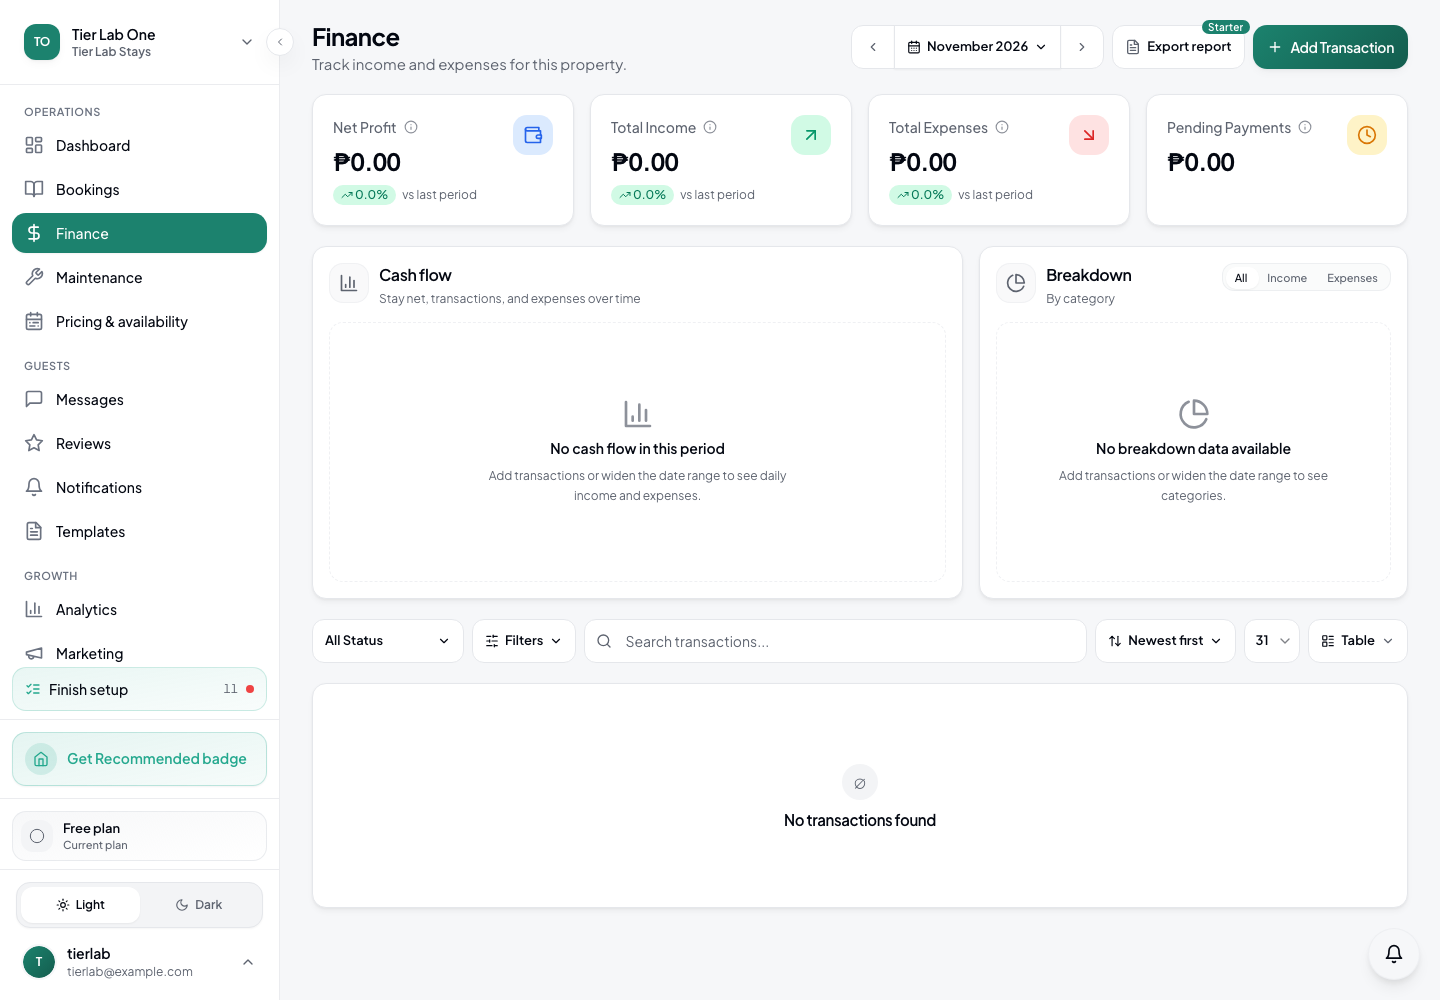 TO
Tier Lab One
Tier Lab Stays
OPERATIONS
Dashboard
Bookings
Finance
Maintenance
Pricing & availability
GUESTS
Messages
Reviews
Notifications
Templates
GROWTH
Analytics
Marketing
Finish setup 11
Get Recommended badge
Free plan
Current plan
Light Dark
T
tierlab
tierlab@example.com
Finance
Track income and expenses for this property.
November 2026
Export report
Starter
Add Transaction
Net Profit
₱0.00
0.0% vs last period
Total Income
₱0.00
0.0% vs last period
Total Expenses
₱0.00
0.0% vs last period
Pending Payments
₱0.00
Cash flow
Stay net, transactions, and expenses over time
No cash flow in this period
Add transactions or widen the date range to see daily
income and expenses.
Breakdown
By category
All Income Expenses
No breakdown data available
Add transactions or widen the date range to see
categories.
All Status
Filters
Search transactions...
Newest first
31
Table
No transactions found